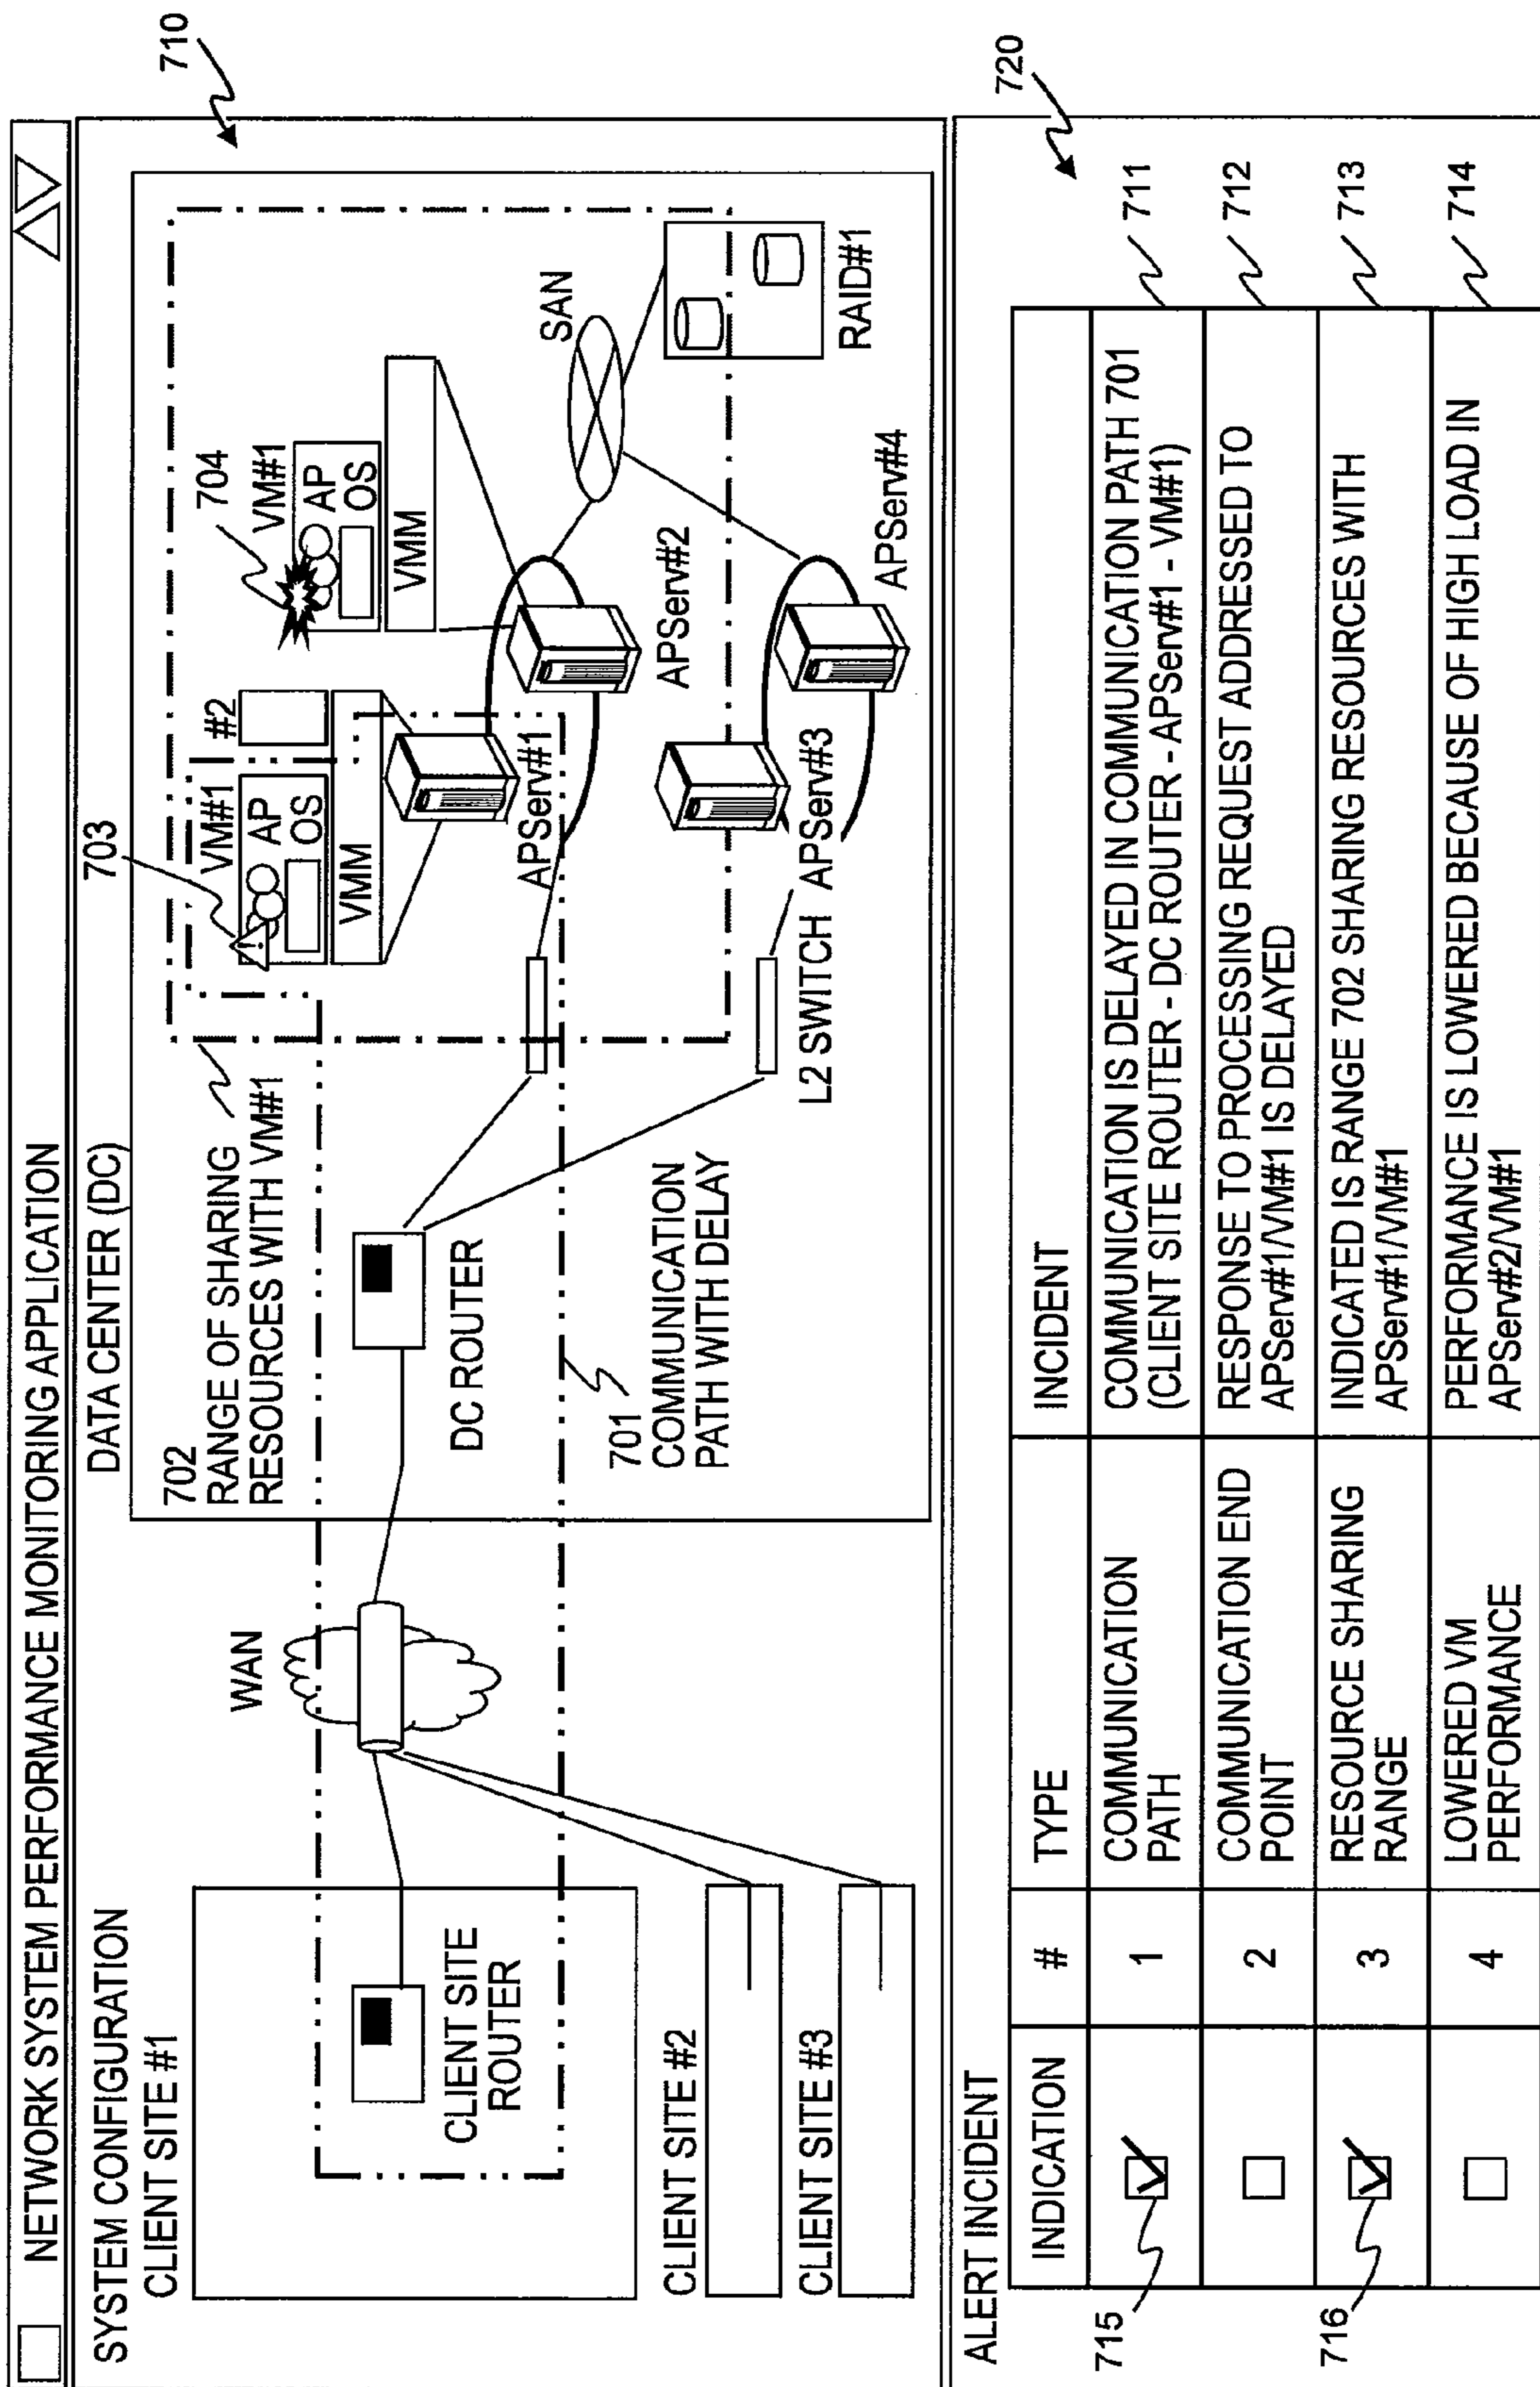 NETWORK SYSTEM PERFORMANCE MONITORING APPLICATION
SYSTEM CONFIGURATION
CLIENT SITE #1
CLIENT SITE
ROUTER
CLIENT SITE #2
CLIENT SITE #3
WAN
DATA CENTER (DC)
702
RANGE OF SHARING
RESOURCES WITH VM#1
DC ROUTER
701
COMMUNICATION
PATH WITH DELAY
703
VM#1
#2
AP
OS
VMM
704
VM#1
AP
OS
VMM
APServ#1
APServ#2
SAN
RAID#1
L2 SWITCH
APServ#3
APServ#4
710
ALERT INCIDENT
720
INDICATION # TYPE INCIDENT
715
1 COMMUNICATION PATH COMMUNICATION IS DELAYED IN COMMUNICATION PATH 701
(CLIENT SITE ROUTER - DC ROUTER - APServ#1 - VM#1)
711
2 COMMUNICATION END POINT RESPONSE TO PROCESSING REQUEST ADDRESSED TO
APServ#1/VM#1 IS DELAYED
712
716
3 RESOURCE SHARING RANGE INDICATED IS RANGE 702 SHARING RESOURCES WITH
APServ#1/VM#1
713
4 LOWERED VM PERFORMANCE PERFORMANCE IS LOWERED BECAUSE OF HIGH LOAD IN
APServ#2/VM#1
714